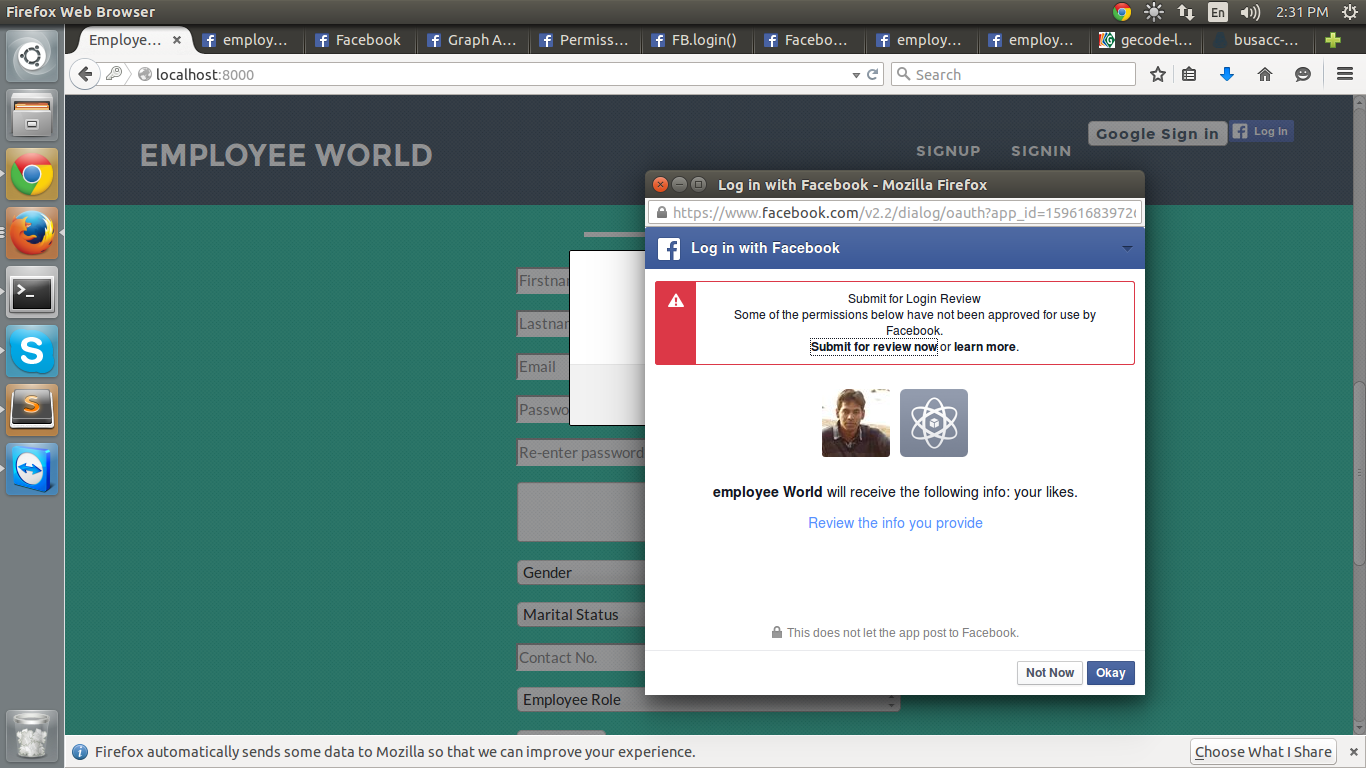 Firefox Web Browser
En
2:31 PM
Employe…
employ…
Facebook
Graph A…
Permiss…
FB.login()
Facebo…
employ…
employ…
gecode-l…
busacc-…
localhost:8000
Search
EMPLOYEE WORLD
SIGNUP
SIGNIN
Google Sign in
Log In
Log in with Facebook - Mozilla Firefox
https://www.facebook.com/v2.2/dialog/oauth?app_id=1596168397
Log in with Facebook
Submit for Login Review
Some of the permissions below have not been approved for use by
Facebook.
Submit for review now or learn more.
employee World will receive the following info: your likes.
Review the info you provide
This does not let the app post to Facebook.
Not Now
Okay
Firstna
Lastna
Email
Passwo
Re-enter password
Gender
Marital Status
Contact No.
Employee Role
Firefox automatically sends some data to Mozilla so that we can improve your experience.
Choose What I Share